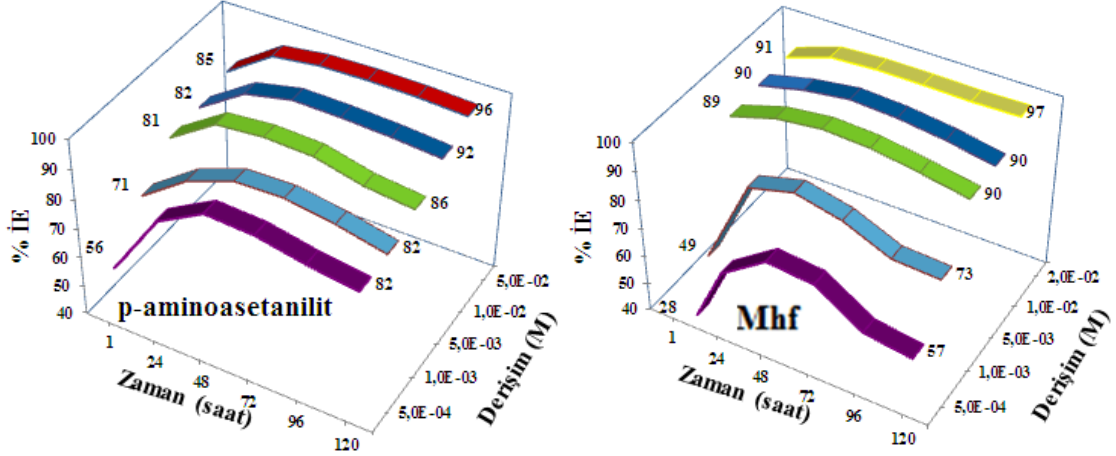 100
90
80
70
60
50
40
% İE
85
82
81
71
56
96
92
86
82
82
p-aminoasetanilit
1
24
48
72
96
120
Zaman (saat)
5,0E-02
1,0E-02
5,0E-03
1,0E-03
5,0E-04
Derişim (M)
100
90
80
70
60
50
40
% İE
91
90
89
49
28
97
90
90
73
57
Mhf
1
24
48
72
96
120
Zaman (saat)
2,0E-02
1,0E-02
5,0E-03
1,0E-03
5,0E-04
Derişim (M)